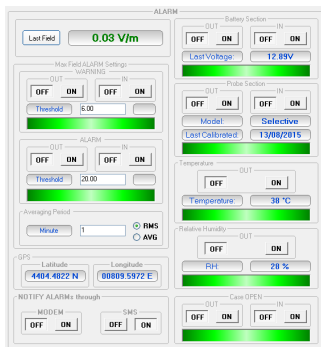 ALARM
Last Field 0.03 V/m
Max Field ALARM Settings
WARNING
OUT IN
OFF ON OFF ON
Threshold 6.00
ALARM
OUT IN
OFF ON OFF ON
Threshold 20.00
Averaging Period
Minute 1 RMS
AVG
GPS
Latitude Longitude
4404.4822 N 00809.5972 E
NOTIFY ALARMs through
MODEM SMS
OFF ON OFF ON
Battery Section
OUT IN
OFF ON OFF ON
Last Voltage: 12.89V
Probe Section
OUT IN
OFF ON OFF ON
Model: Selective
Last Calibrated: 13/08/2015
Temperature
OUT
OFF ON
Temperature: 38 °C
Relative Humidity
OUT
OFF ON
RH: 28 %
Case OPEN
OUT IN
OFF ON OFF ON